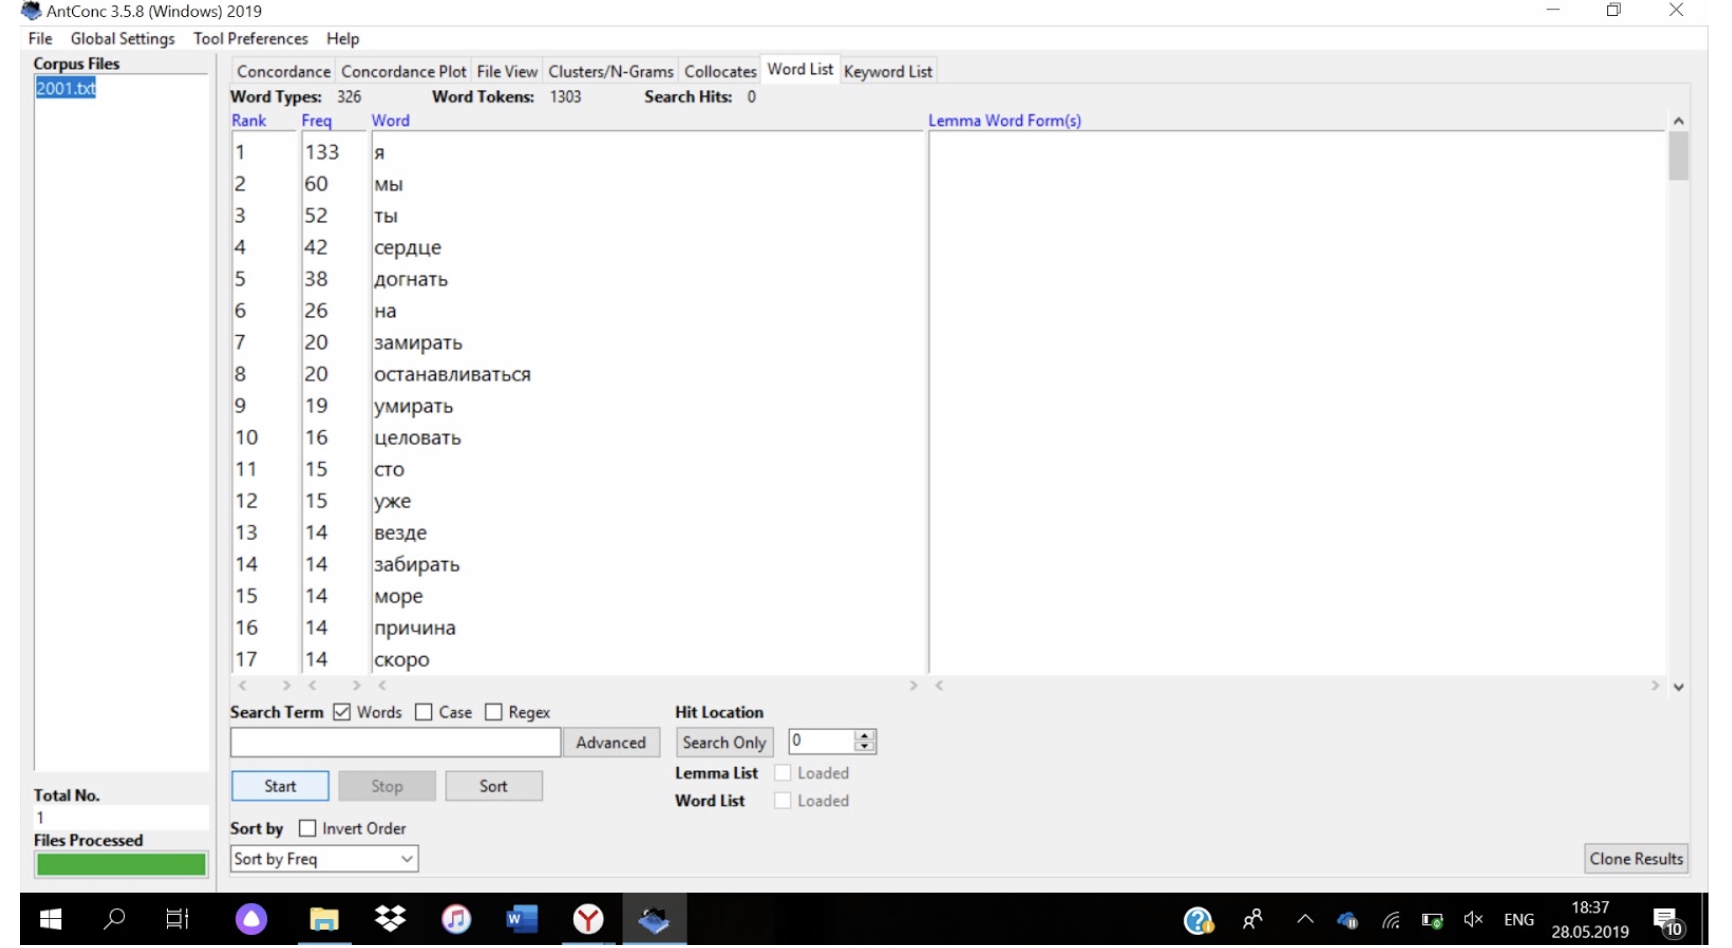 AntConc 3.5.8 (Windows) 2019
File Global Settings Tool Preferences Help
Corpus Files
2001.txt
Concordance Concordance Plot File View Clusters/N-Grams Collocates Word List Keyword List
Word Types: 326 Word Tokens: 1303 Search Hits: 0
Rank Freq Word Lemma Word Form(s)
1 133 я
2 60 мы
3 52 ты
4 42 сердце
5 38 догнать
6 26 на
7 20 замирать
8 20 останавливаться
9 19 умирать
10 16 целовать
11 15 сто
12 15 уже
13 14 везде
14 14 забирать
15 14 море
16 14 причина
17 14 скоро
Search Term Words Case Regex Hit Location
Advanced Search Only 0
Lemma List Loaded
Start Stop Sort
Word List Loaded
Total No.
1
Sort by Invert Order
Files Processed
Sort by Freq
Clone Results
ENG 18:37
28.05.2019
10